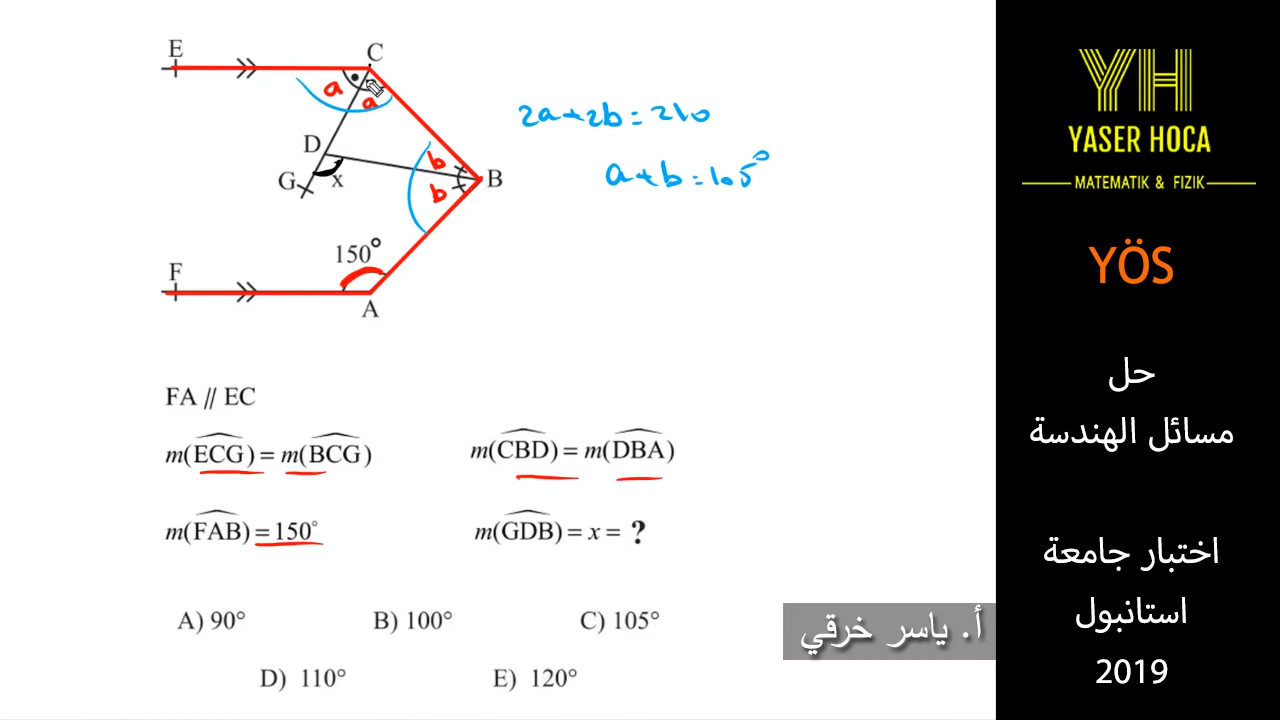 E
C
a
a
D
G
x
b
b
B
150°
F
A
2a+2b=210
a+b=105°
FA // EC
m(ECG) = m(BCG)
m(CBD) = m(DBA)
m(FAB) = 150°
m(GDB) = x = ?
A) 90°
B) 100°
C) 105°
D) 110°
E) 120°
YH
YASER HOCA
MATEMATIK & FIZIK
YÖS
حل
مسائل الهندسة
اختبار جامعة
استانبول
2019
أ. ياسر خرقي